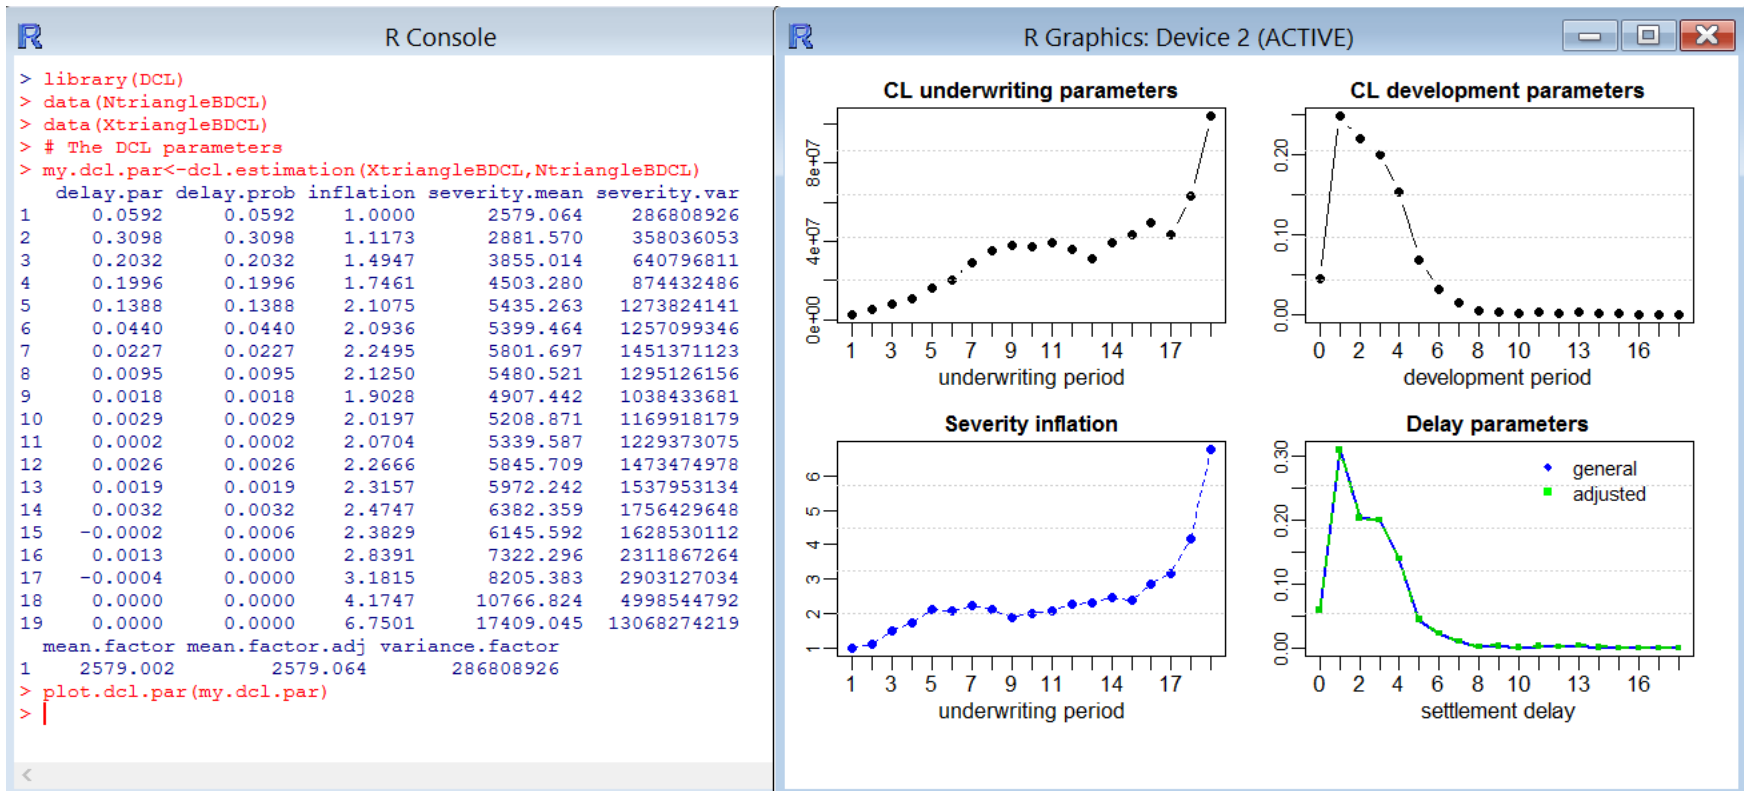 R Console
> library(DCL)
> data(NtriangleBDCL)
> data(XtriangleBDCL)
> # The DCL parameters
> my.dcl.par<-dcl.estimation(XtriangleBDCL,NtriangleBDCL)
delay.par delay.prob inflation severity.mean severity.var
1 0.0592 0.0592 1.0000 2579.064 286808926
2 0.3098 0.3098 1.1173 2881.570 358036053
3 0.2032 0.2032 1.4947 3855.014 640796811
4 0.1996 0.1996 1.7461 4503.280 874432486
5 0.1388 0.1388 2.1075 5435.263 1273824141
6 0.0440 0.0440 2.0936 5399.464 1257099346
7 0.0227 0.0227 2.2495 5801.697 1451371123
8 0.0095 0.0095 2.1250 5480.521 1295126156
9 0.0018 0.0018 1.9028 4907.442 1038433681
10 0.0029 0.0029 2.0197 5208.871 1169918179
11 0.0002 0.0002 2.0704 5339.587 1229373075
12 0.0026 0.0026 2.2666 5845.709 1473474978
13 0.0019 0.0019 2.3157 5972.242 1537953134
14 0.0032 0.0032 2.4747 6382.359 1756429648
15 -0.0002 0.0006 2.3829 6145.592 1628530112
16 0.0013 0.0000 2.8391 7322.296 2311867264
17 -0.0004 0.0000 3.1815 8205.383 2903127034
18 0.0000 0.0000 4.1747 10766.824 4998544792
19 0.0000 0.0000 6.7501 17409.045 13068274219
mean.factor mean.factor.adj variance.factor
1 2579.002 2579.064 286808926
> plot.dcl.par(my.dcl.par)
>
R Graphics: Device 2 (ACTIVE)
CL underwriting parameters
8e+07
4e+07
0e+00
1 3 5 7 9 11 14 17
underwriting period
CL development parameters
0.20
0.10
0.00
0 2 4 6 8 10 13 16
development period
Severity inflation
6
5
4
3
2
1
1 3 5 7 9 11 14 17
underwriting period
Delay parameters
general
adjusted
0.30
0.20
0.10
0.00
0 2 4 6 8 10 13 16
settlement delay